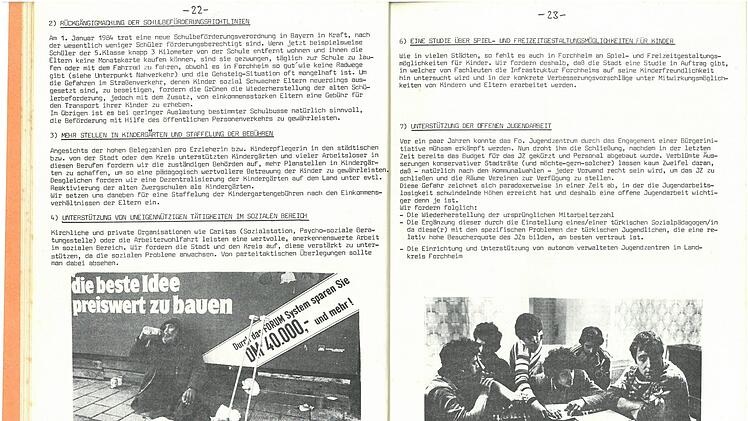 -22-
2) RÜCKGÄNGIGMACHUNG DER SCHULBEFÖRDERUNGSRICHTLINIEN
Am 1. Januar 1984 trat eine neue Schulbeförderungsverordnung in Bayern in Kraft, nach
der wesentlich weniger Schüler förderungsberechtigt sind. Wenn jetzt beispielsweise
Schüler der 5.Klasse knapp 3 Kilometer von der Schule entfernt wohnen und ihnen die
Eltern keine Monatskarte kaufen können, sind sie gezwungen, täglich zu Schule zu lau-
fen oder mit dem Fahrrad zu fahren, obwohl es in Forchheim so gut wie keine Radwege
gibt (siehe Unterpunkt Nahverkehr) und die Gehsteig-Situation oft mangelhaft ist. Um
die Gefahren im Straßenverkehr, denen Kinder sozial schwacher Eltern neuerdings ausge-
setzt sind, zu beseitigen, fordern die Grünen die Wiederherstellung der alten Schü-
lerbeförderung, jedoch mit dem Zusatz, von einkommensstarken Eltern eine Gebühr für
den Transport ihrer Kinder zu erheben.
Im Übrigen ist es bei geringer Auslastung bestimmter Schulbusse natürlich sinnvoll,
die Beförderung mit Hilfe des öffentlichen Personenverkehrs zu gewährleisten.
3) MEHR STELLEN IN KINDERGÄRTEN UND STAFFELUNG DER GEBÜHREN
Angesichts der hohen Belegzahlen pro Erzieherin bzw. Kinderpflegerin in den städtischen
bzw. von der Stadt oder dem Kreis unterstützten Kindergärten und vieler Arbeitsloser in
diesen Berufen fordern wir die zuständigen Behörden auf, mehr Planstellen in Kindergär-
ten zu schaffen, um so eine pädagogisch wertvollere Betreuung der Kinder zu gewährleisten.
Desgleichen fordern wir eine Dezentralisierung der Kindergärten auf dem Land unter evtl.
Reaktivierung der alten Zwergschulen als Kindergärten.
Wir setzen uns daneben für eine Staffelung der Kindergartengebühren nach den Einkommens-
verhältnissen der Eltern ein.
4) UNTERSTÜTZUNG VON UNEIGENNÜTZIGEN TÄTIGKEITEN IM SOZIALEN BEREICH
Kirchliche und private Organisationen wie Caritas (Sozialstation, Psycho-soziale Bera-
tungsstelle) oder die Arbeiterwohlfahrt leisten eine wertvolle, anerkennenswerte Arbeit
im sozialen Bereich. Wir fordern die Stadt und den Kreis auf, diese verstärkt zu unter-
stützen, da die sozialen Probleme anwachsen. Von parteitaktischen Überlegungen sollte
man dabei absehen.
die beste Idee
preiswert zu bauen
Durch das FORUM System sparen Sie
DM 40.000,- und mehr!
-23-
6) EINE STUDIE ÜBER SPIEL- UND FREIZEITGESTALTUNGSMÖGLICHKEITEN FÜR KINDER
Wie in vielen Städten, so fehlt es auch in Forchheim an Spiel- und Freizeitgestaltungs-
möglichkeiten für Kinder. Wir fordern deshalb, daß die Stadt eine Studie in Auftrag gibt,
in welcher von Fachleuten die Infrastruktur Forchheims auf seine Kinderfreundlichkeit
hin untersucht wird und in der konkrete Verbesserungsvorschläge unter Mitwirkungsmöglich-
keiten von Kindern und Eltern erarbeitet werden.
7) UNTERSTÜTZUNG DER OFFENEN JUGENDARBEIT
Vor ein paar Jahren konnte das Fo. Jugendzentrum durch das Engagement einer Bürgerini-
tiative mühsam erkämpft werden. Nun droht ihm die Schließung, nachdem in der letzten
Zeit bereits das Budget für das JZ gekürzt und Personal abgebaut wurde. Verblümte Äus-
serungen konservativer Stadträte (und möchte-gern-solcher) lassen kaum Zweifel daran,
daß - natürlich nach den Kommunalwahlen - jeder Vorwand recht sein wird, um das JZ zu
schließen und die Räume Vereinen zur Verfügung zu stellen.
Diese Gefahr zeichnet sich paradoxerweise in einer Zeit ab, in der die Jugendarbeits-
losigkeit schwindelnde Höhen erreicht hat und deshalb eine offene Jugendarbeit wichti-
ger denn je ist.
Wir fordern folglich:
- Die Wiederherstellung der ursprünglichen Mitarbeiterzahl
- Die Ergänzung dieser durch die Einstellung eines/einer türkischen Sozialpädagogen/in
da diese(r) mit den spezifischen Problemen der türkischen Jugendlichen, die eine re-
lativ hohe Besucherquote des JZs bilden, am besten vertraut ist.
- Die Einrichtung und Unterstützung von autonom verwalteten Jugendzentren in Land-
kreis Forchheim